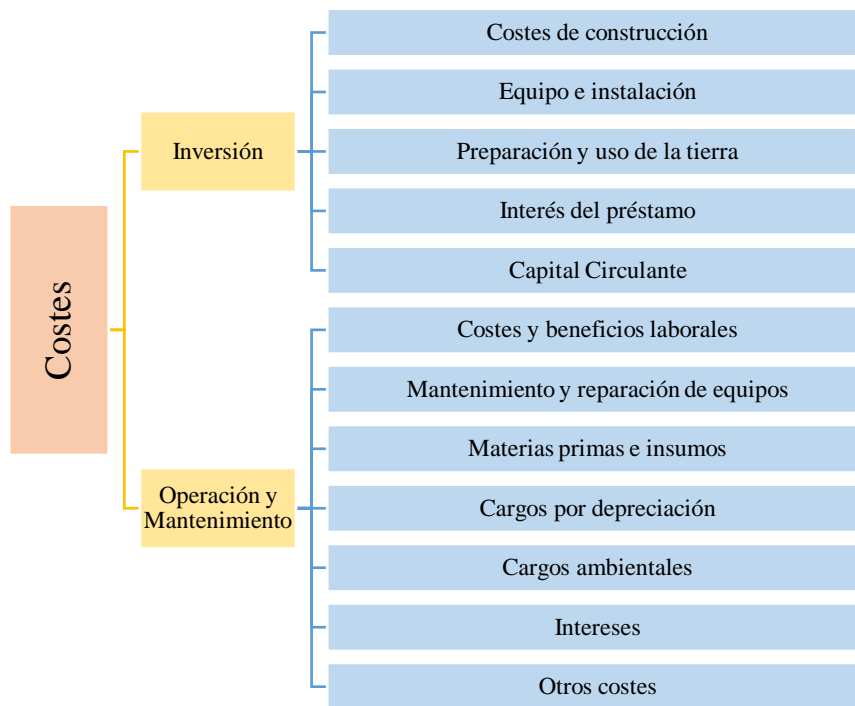 Costes
Inversión
Costes de construcción
Equipo e instalación
Preparación y uso de la tierra
Interés del préstamo
Capital Circulante
Operación y
Mantenimiento
Costes y beneficios laborales
Mantenimiento y reparación de equipos
Materias primas e insumos
Cargos por depreciación
Cargos ambientales
Intereses
Otros costes